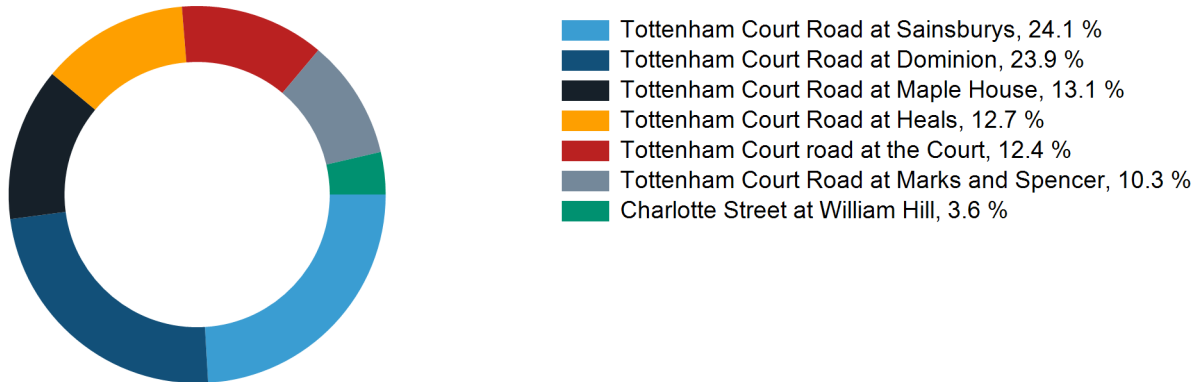 Tottenham Court Road at Sainsburys, 24.1 %
Tottenham Court Road at Dominion, 23.9 %
Tottenham Court Road at Maple House, 13.1 %
Tottenham Court Road at Heals, 12.7 %
Tottenham Court road at the Court, 12.4 %
Tottenham Court Road at Marks and Spencer, 10.3 %
Charlotte Street at William Hill, 3.6 %